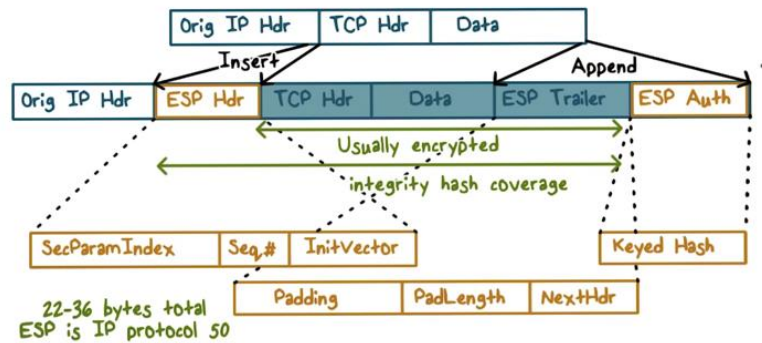 Orig IP Hdr TCP Hdr Data
Insert Append
Orig IP Hdr ESP Hdr TCP Hdr Data ESP Trailer ESP Auth
Usually encrypted
integrity hash coverage
SecParamIndex Seq# InitVector Keyed Hash
Padding PadLength NextHdr
22-36 bytes total
ESP is IP protocol 50